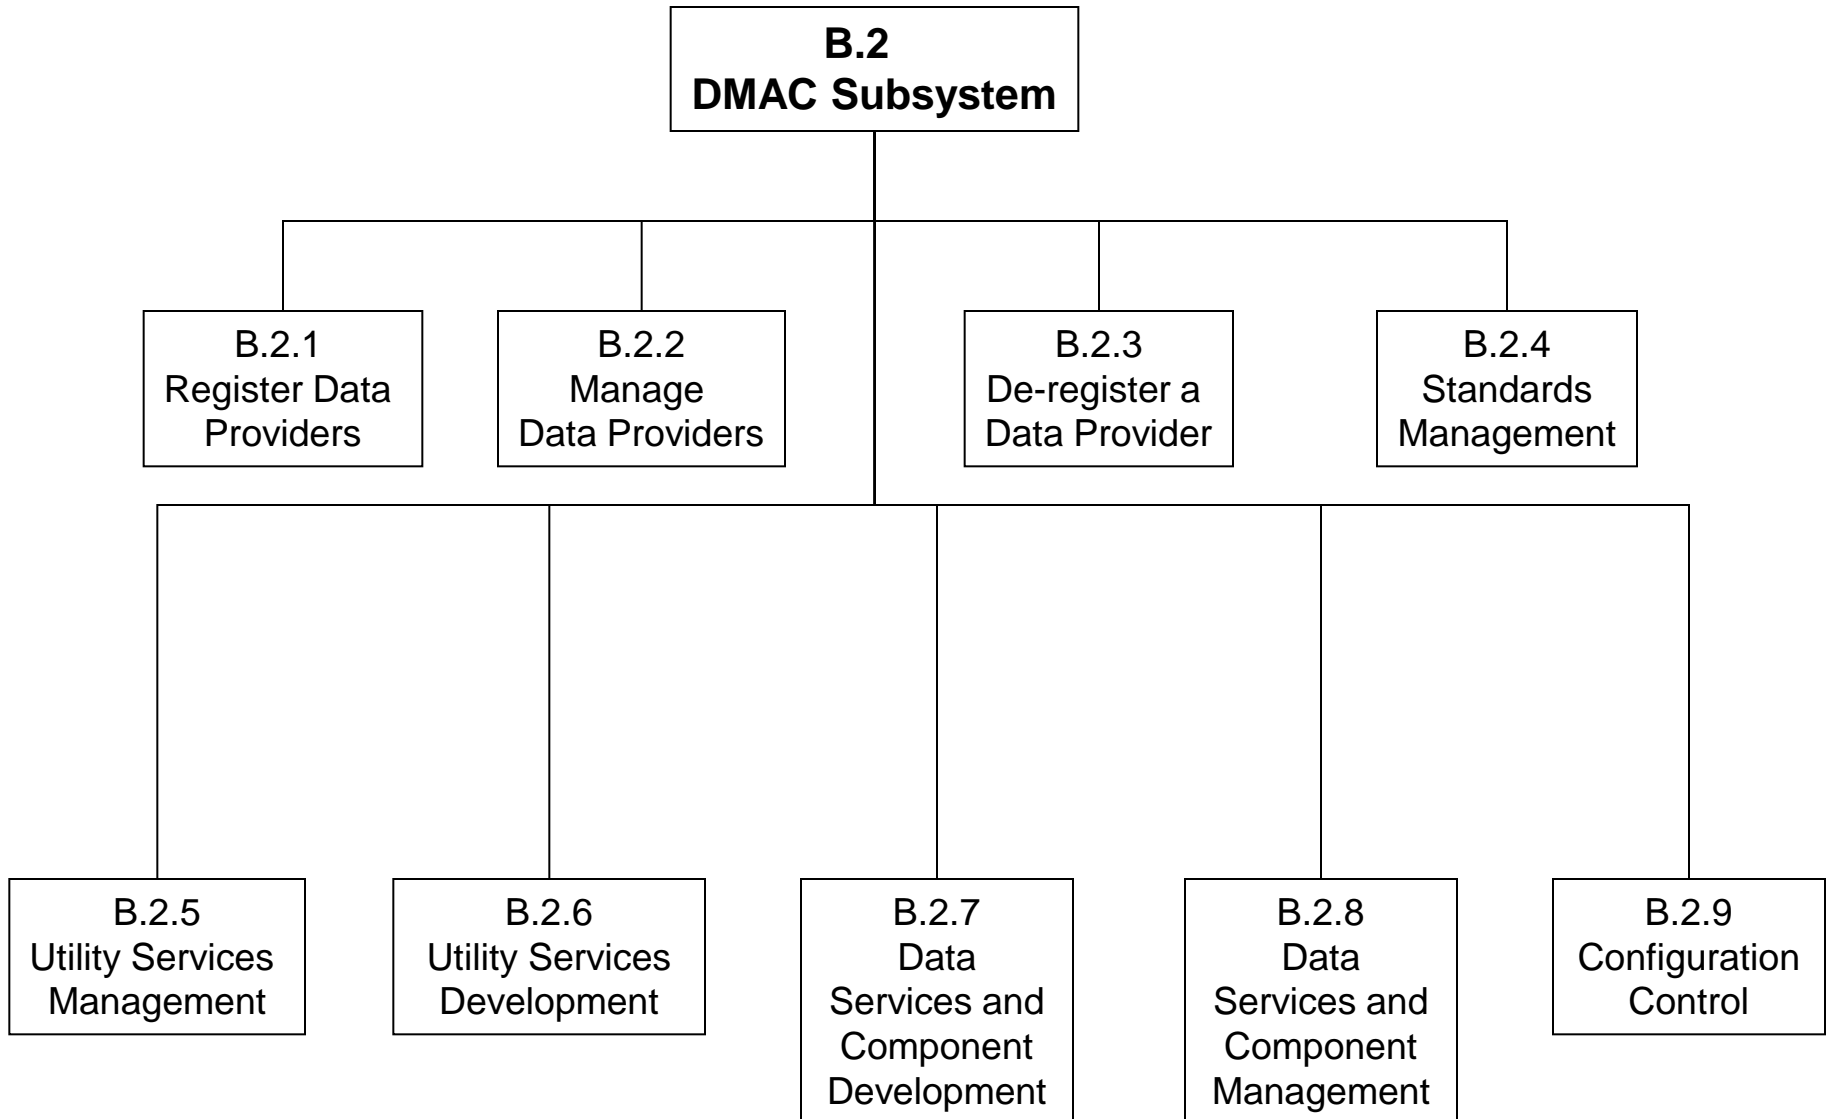 B.2
DMAC Subsystem
B.2.1
Register Data
Providers
B.2.2
Manage
Data Providers
B.2.3
De-register a
Data Provider
B.2.4
Standards
Management
B.2.5
Utility Services
Management
B.2.6
Utility Services
Development
B.2.7
Data
Services and
Component
Development
B.2.8
Data
Services and
Component
Management
B.2.9
Configuration
Control